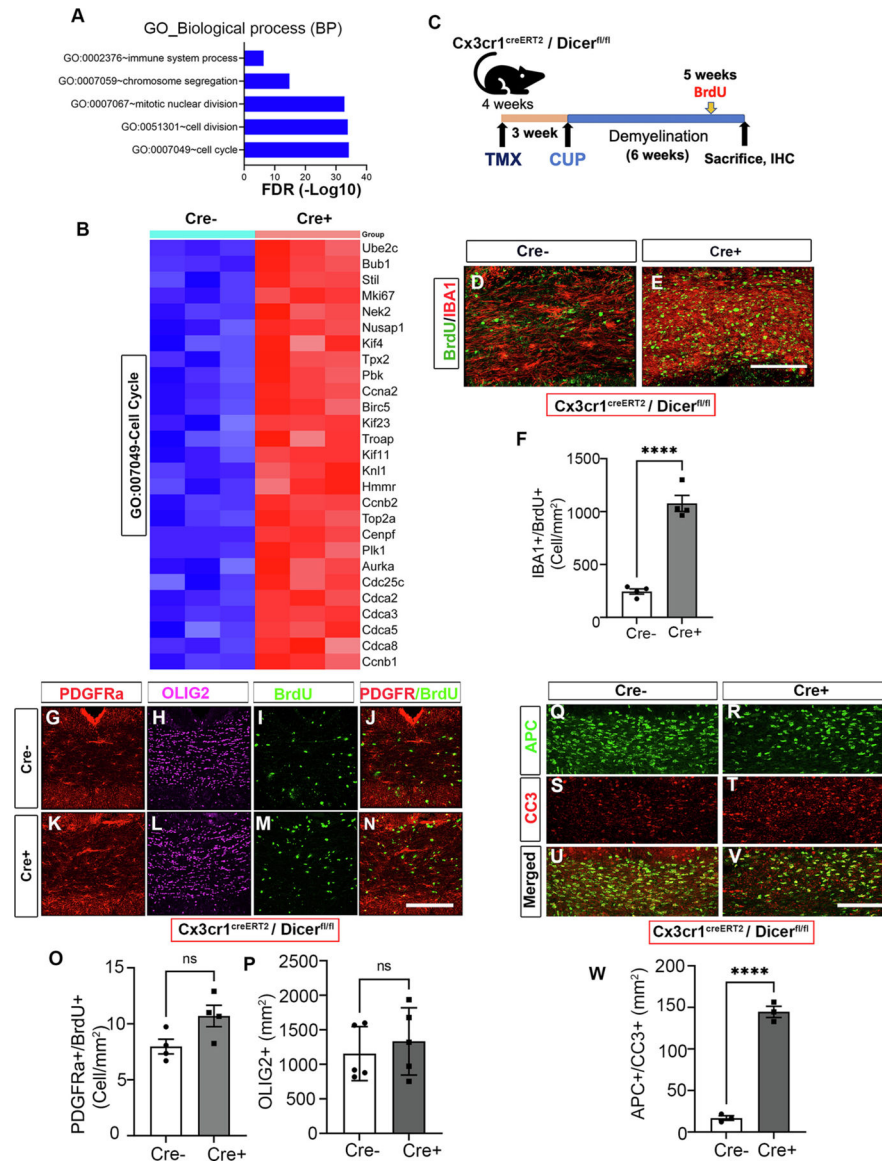 A
GO_Biological process (BP)
GO:0002376~immune system process
GO:0007059~chromosome segregation
GO:0007067~mitotic nuclear division
GO:0051301~cell division
GO:0007049~cell cycle
0 10 20 30 40
FDR (-Log10)
C
Cx3cr1creERT2 / Dicerfl/fl
4 weeks
5 weeks
BrdU
3 week
Demyelination
(6 weeks)
TMX
CUP
Sacrifice, IHC
B
Cre-
Cre+
Group
GO:007049-Cell Cycle
Ube2c
Bub1
Stil
Mki67
Nek2
Nusap1
Kif4
Tpx2
Pbk
Ccna2
Birc5
Kif23
Troap
Kif11
Knl1
Hmmr
Ccnb2
Top2a
Cenpf
Plk1
Aurka
Cdc25c
Cdca2
Cdca3
Cdca5
Cdca8
Ccnb1
Cre-
Cre+
BrdU/IBA1
D
E
Cx3cr1creERT2 / Dicerfl/fl
F
****
IBA1+/BrdU+
(Cell/mm2)
1500
1000
500
0
Cre- Cre+
PDGFRa
OLIG2
BrdU
PDGFR/BrdU
Cre-
G
H
I
J
Cre+
K
L
M
N
Cx3cr1creERT2 / Dicerfl/fl
Cre-
Cre+
APC
Q
R
CC3
S
T
Merged
U
V
Cx3cr1creERT2 / Dicerfl/fl
O
ns
PDGFRa+/BrdU+
(Cell/mm2)
15
10
5
0
Cre- Cre+
P
ns
OLIG2+ (mm2)
2500
2000
1500
1000
500
0
Cre- Cre+
W
****
APC+/CC3+
(Cell/mm2)
200
150
100
50
0
Cre- Cre+